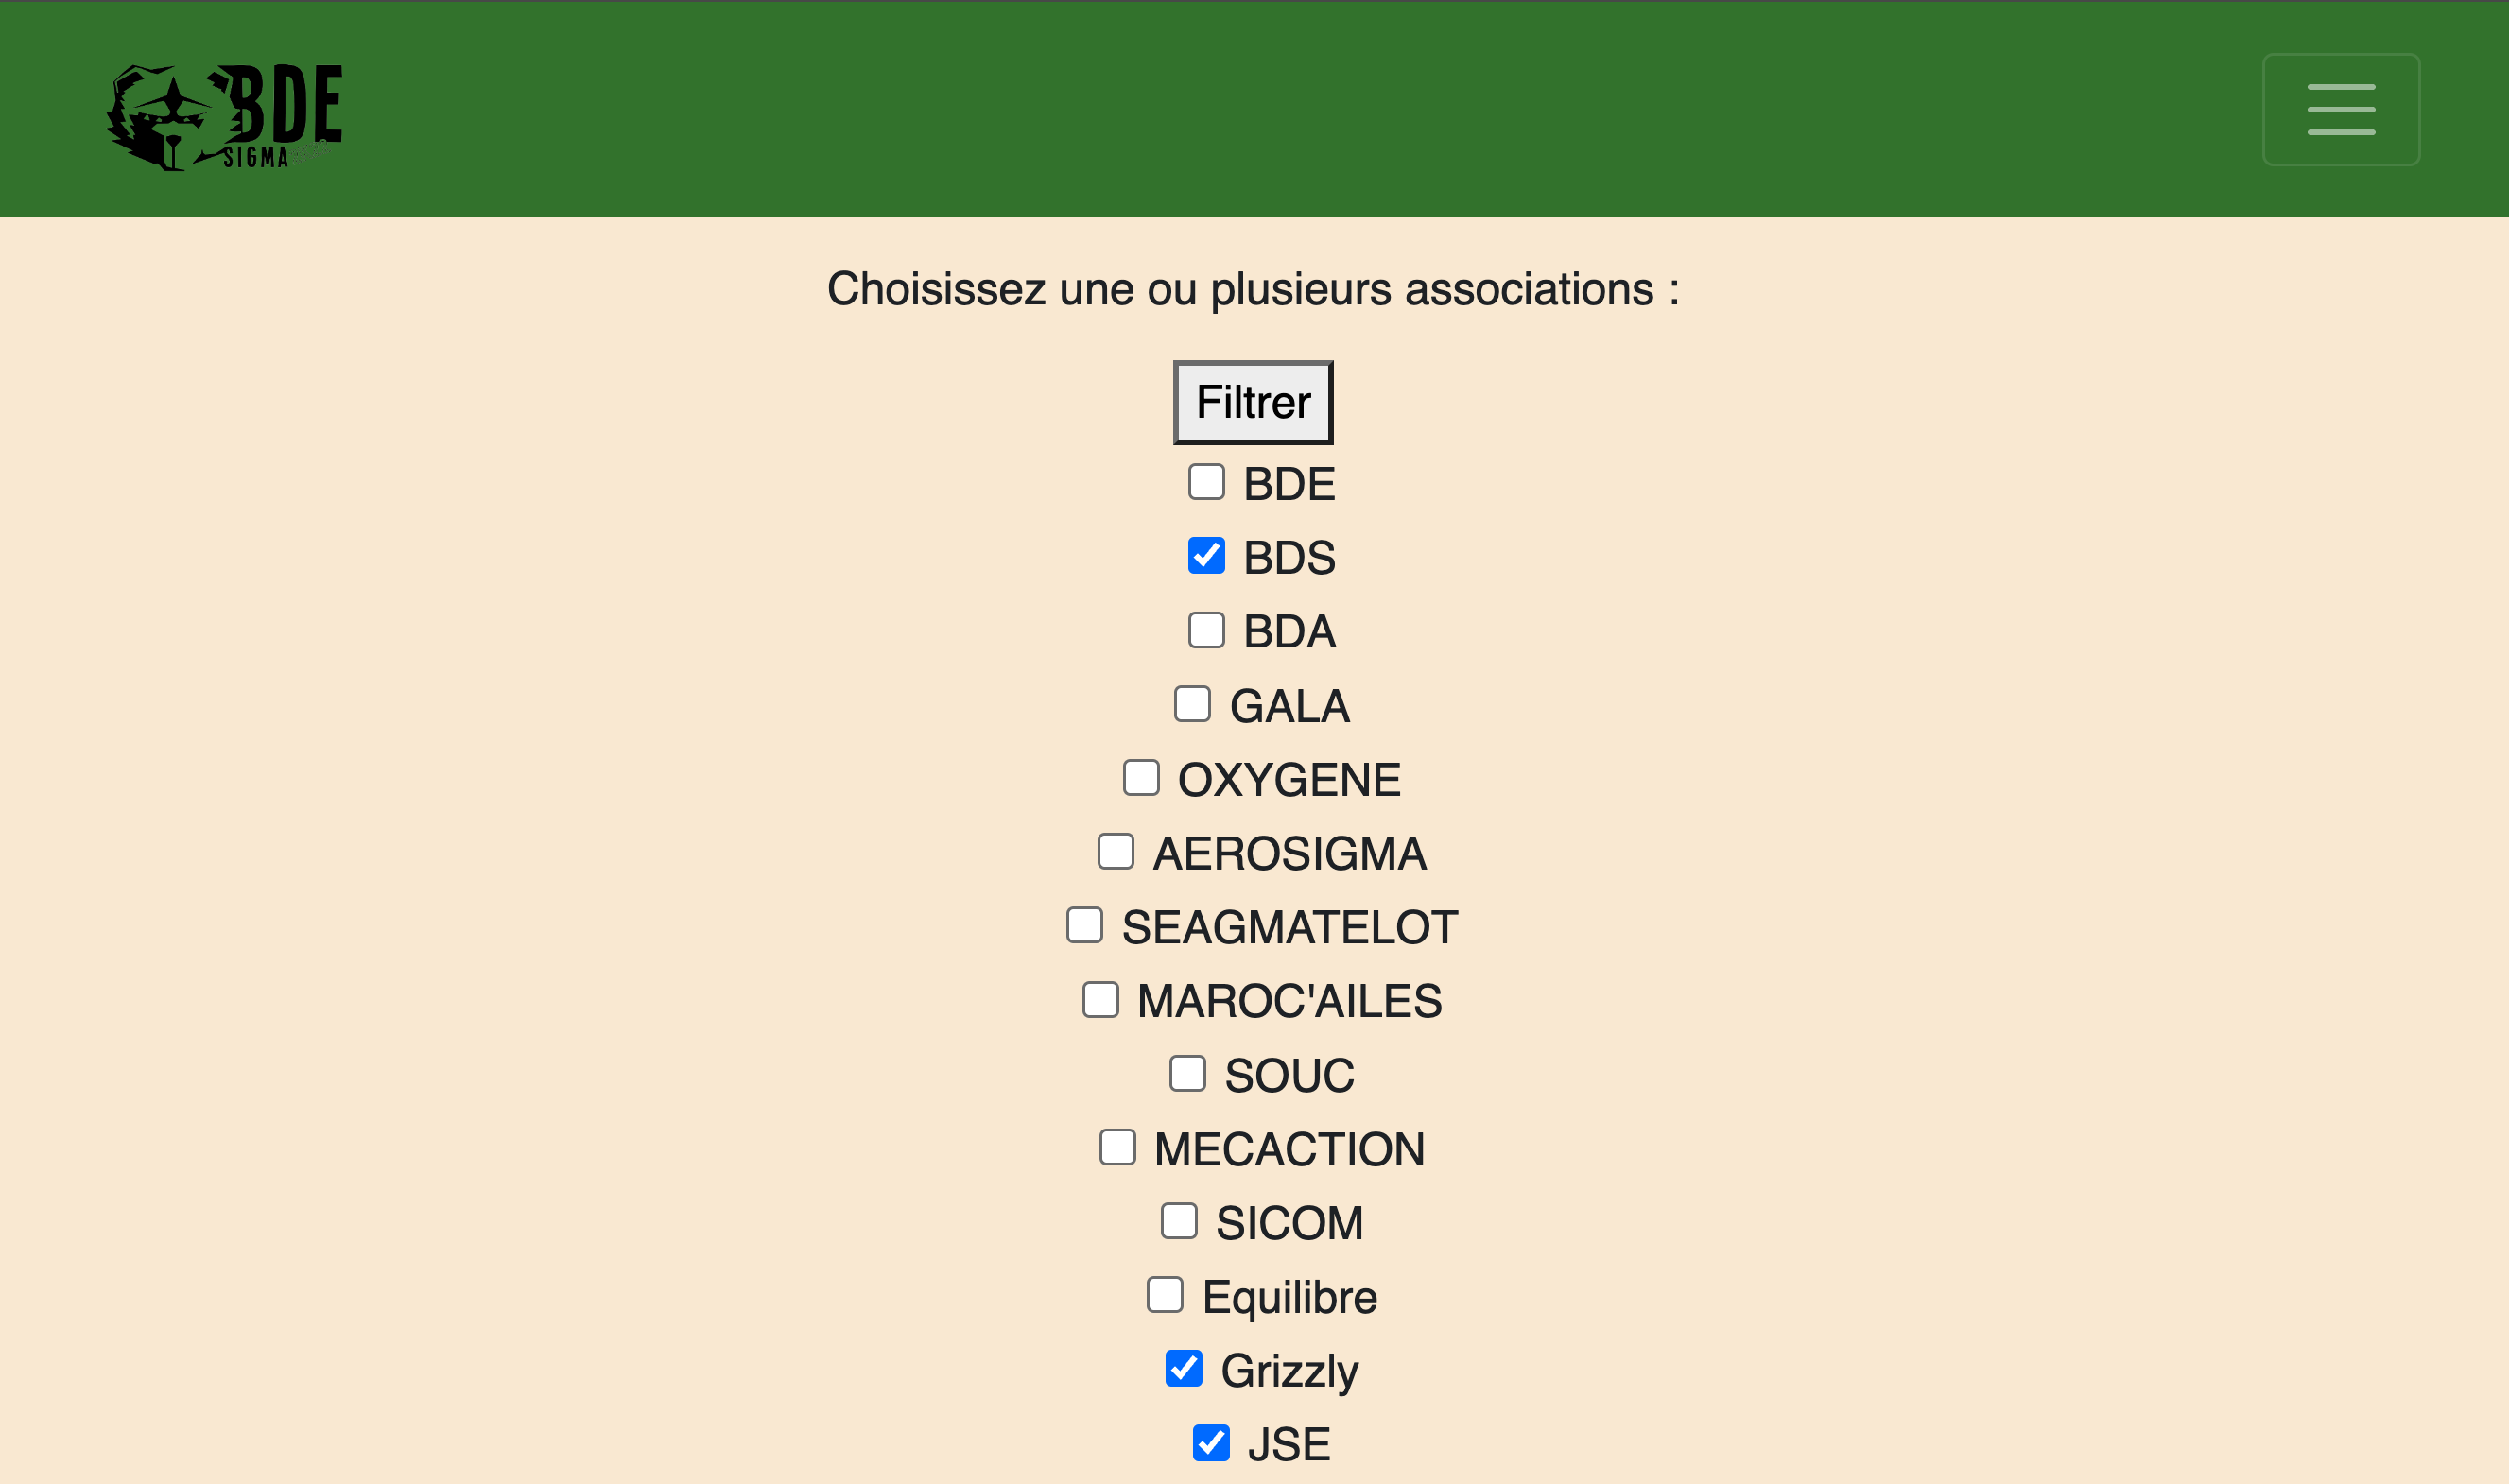 BDE
SIGMA
Choisissez une ou plusieurs associations :
Filtrer
BDE
BDS
BDA
GALA
OXYGENE
AEROSIGMA
SEAGMATELOT
MAROC'AILES
SOUC
MECACTION
SICOM
Equilibre
Grizzly
JSE